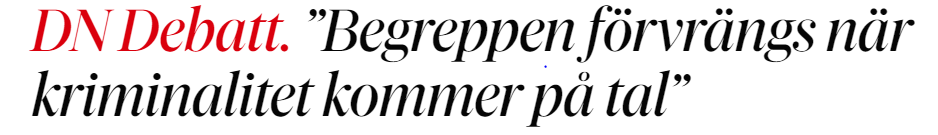 DN Debatt. ”Begreppen förvrängs när
kriminalitet kommer på tal”